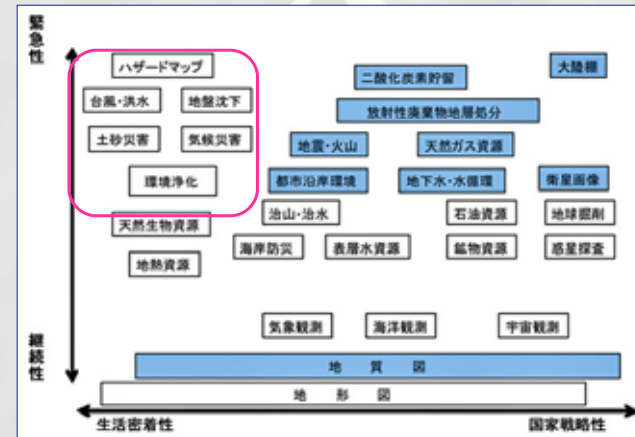 緊急性
ハザードマップ
二酸化炭素貯留
大陸棚
台風・洪水
地盤沈下
放射性廃棄物地層処分
土砂災害
気候災害
地震・火山
天然ガス資源
環境浄化
都市沿岸環境
地下水・水循環
衛星画像
天然生物資源
治山・治水
石油資源
地球掘削
海岸防災
表層水資源
鉱物資源
惑星探査
地熱資源
気象観測
海洋観測
宇宙観測
継続性
地質図
地形図
生活密着性
国家戦略性